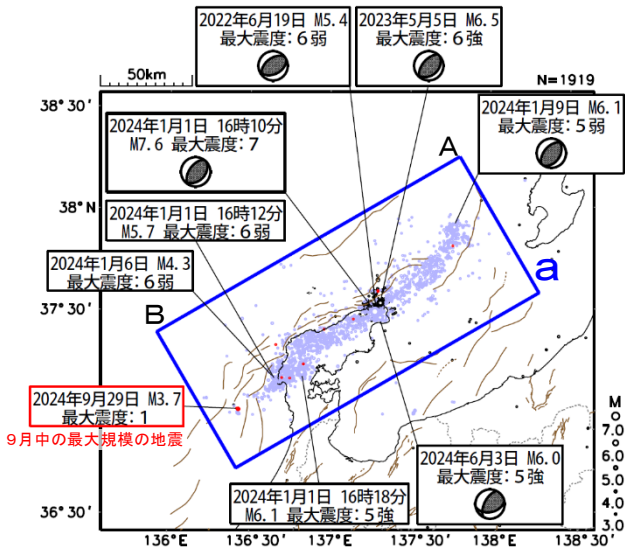 2022年6月19日 M5.4
最大震度：6弱
2023年5月5日 M6.5
最大震度：6強
50km
N=1919
38°30′
2024年1月9日 M6.1
最大震度：5弱
2024年1月1日 16時10分
M7.6 最大震度：7
A
38°N
2024年1月1日 16時12分
M5.7 最大震度：6弱
2024年1月6日 M4.3
最大震度：6弱
a
37°30′
B
2024年9月29日 M3.7
最大震度：1
9月中の最大規模の地震
37°N
2024年6月3日 M6.0
最大震度：5強
2024年1月1日 16時18分
M6.1 最大震度：5強
M
7.0
6.0
5.0
4.0
3.0
36°30′
136°E
136°30′
137°E
137°30′
138°E
138°30′